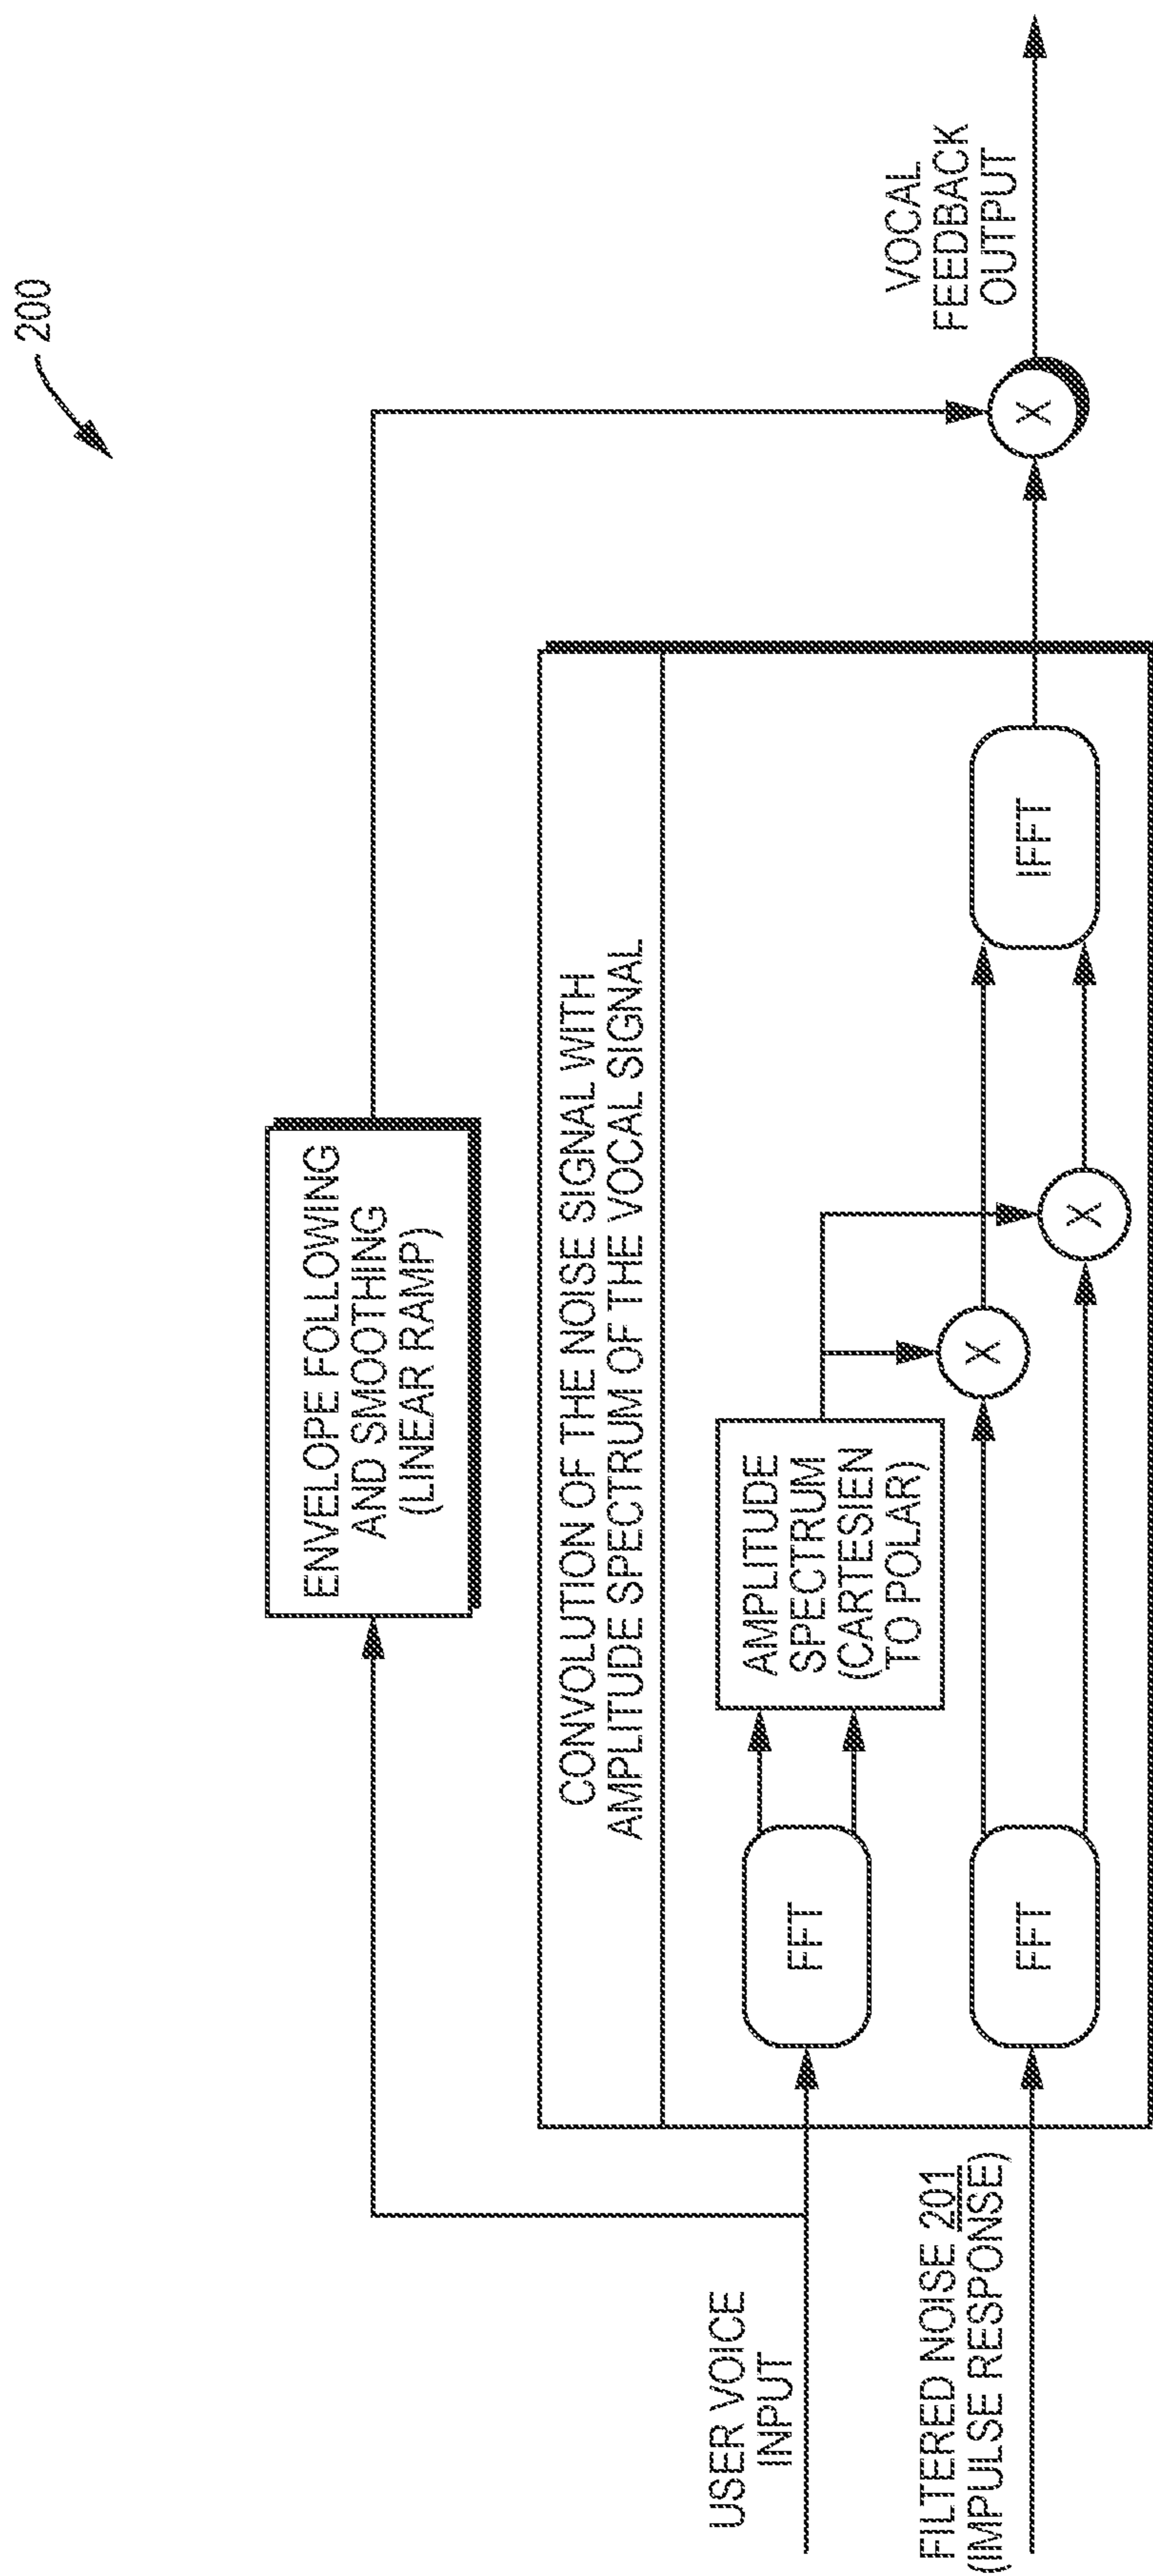 200
ENVELOPE FOLLOWING
AND SMOOTHING
(LINEAR RAMP)
CONVOLUTION OF THE NOISE SIGNAL WITH
AMPLITUDE SPECTRUM OF THE VOCAL SIGNAL
USER VOICE
INPUT
FFT
AMPLITUDE
SPECTRUM
(CARTESIEN
TO POLAR)
X
X
FILTERED NOISE 201
(IMPULSE RESPONSE)
FFT
IFFT
X
VOCAL
FEEDBACK
OUTPUT